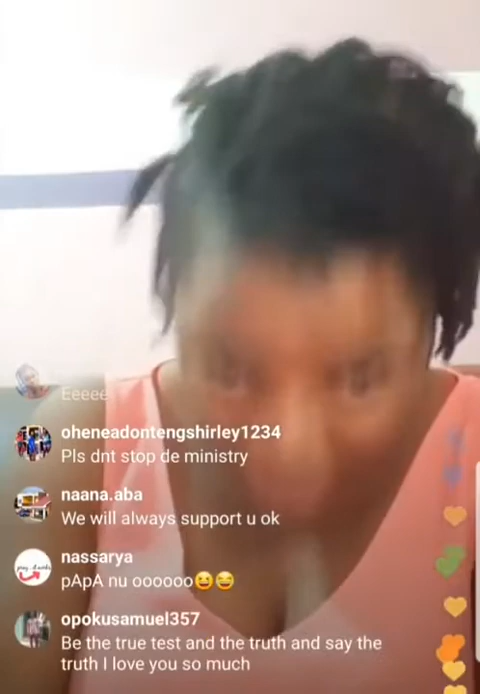 Eeeee
oheneadontengshirley1234
Pls dnt stop de ministry
naana.aba
We will always support u ok
nassarya
pApA nu oooooo😆😂
opokusamuel357
Be the true test and the truth and say the
truth I love you so much